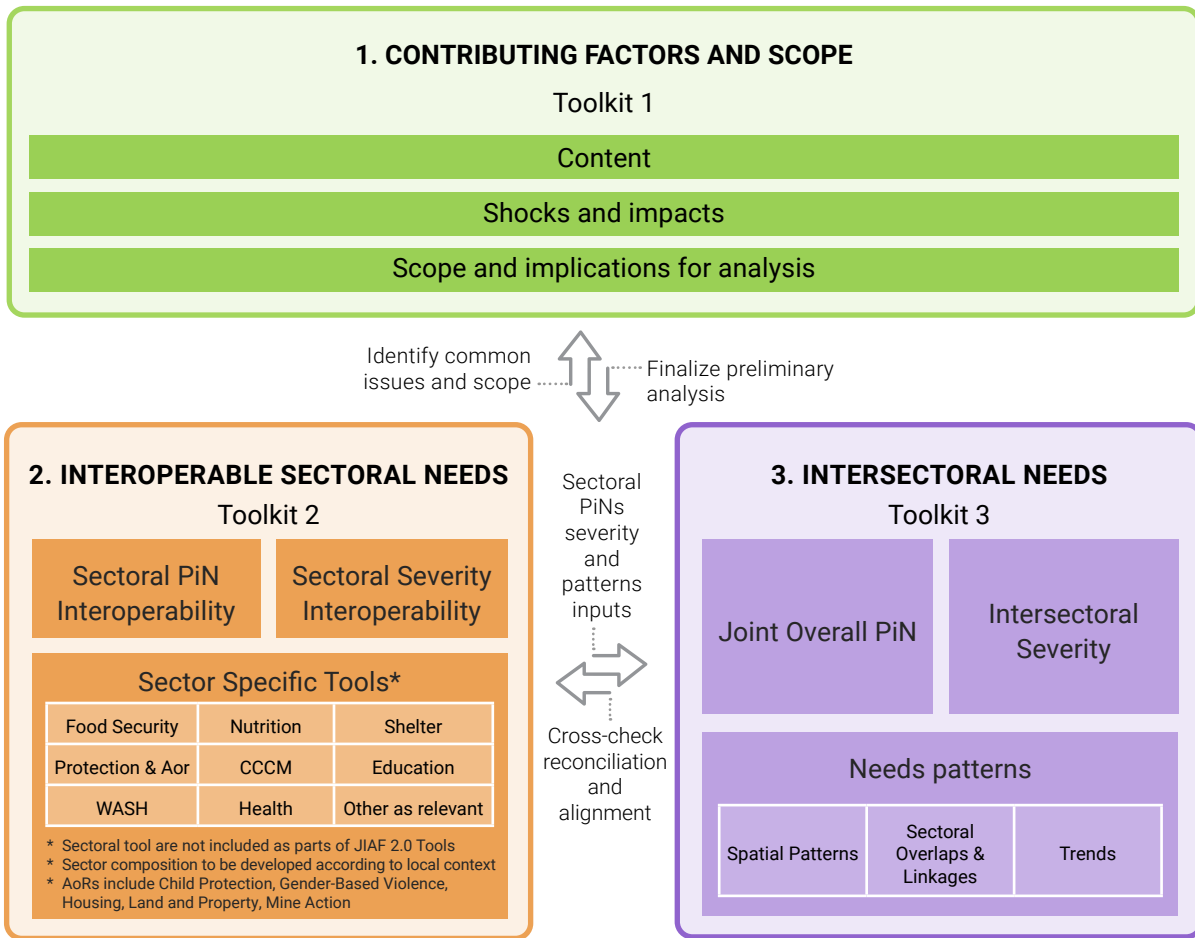 1. CONTRIBUTING FACTORS AND SCOPE
Toolkit 1
Content
Shocks and impacts
Scope and implications for analysis
Identify common
issues and scope
Finalize preliminary
analysis
2. INTEROPERABLE SECTORAL NEEDS
Toolkit 2
Sectoral PiN
Interoperability
Sectoral Severity
Interoperability
Sector Specific Tools*
Food Security
Nutrition
Shelter
Protection & Aor
CCCM
Education
WASH
Health
Other as relevant
* Sectoral tool are not included as parts of JIAF 2.0 Tools
* Sector composition to be developed according to local context
* AoRs include Child Protection, Gender-Based Violence,
Housing, Land and Property, Mine Action
Sectoral
PiNs
severity
and
patterns
inputs
Cross-check
reconciliation
and
alignment
3. INTERSECTORAL NEEDS
Toolkit 3
Joint Overall PiN
Intersectoral
Severity
Needs patterns
Spatial Patterns
Sectoral
Overlaps &
Linkages
Trends